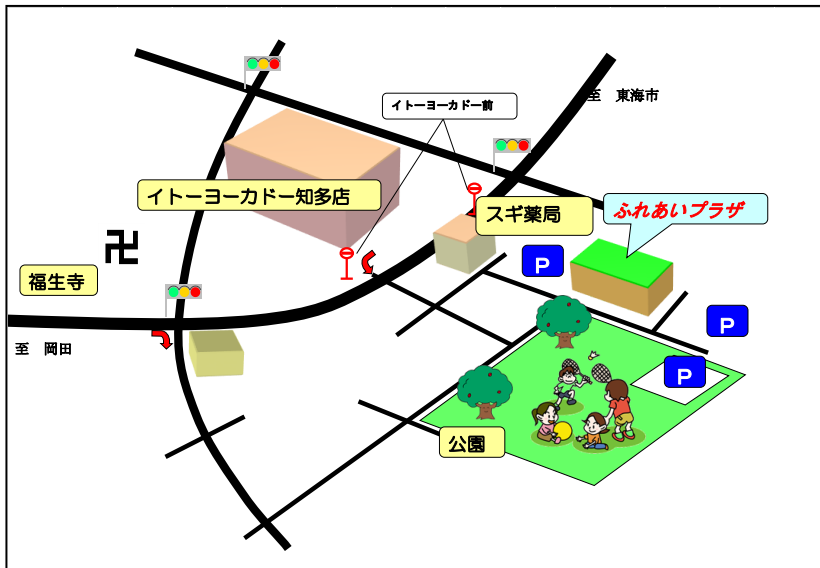 イトーヨーカドー前
至　東海市
イトーヨーカドー知多店
スギ薬局
ふれあいプラザ
卍
福生寺
P
P
至　岡田
P
公園